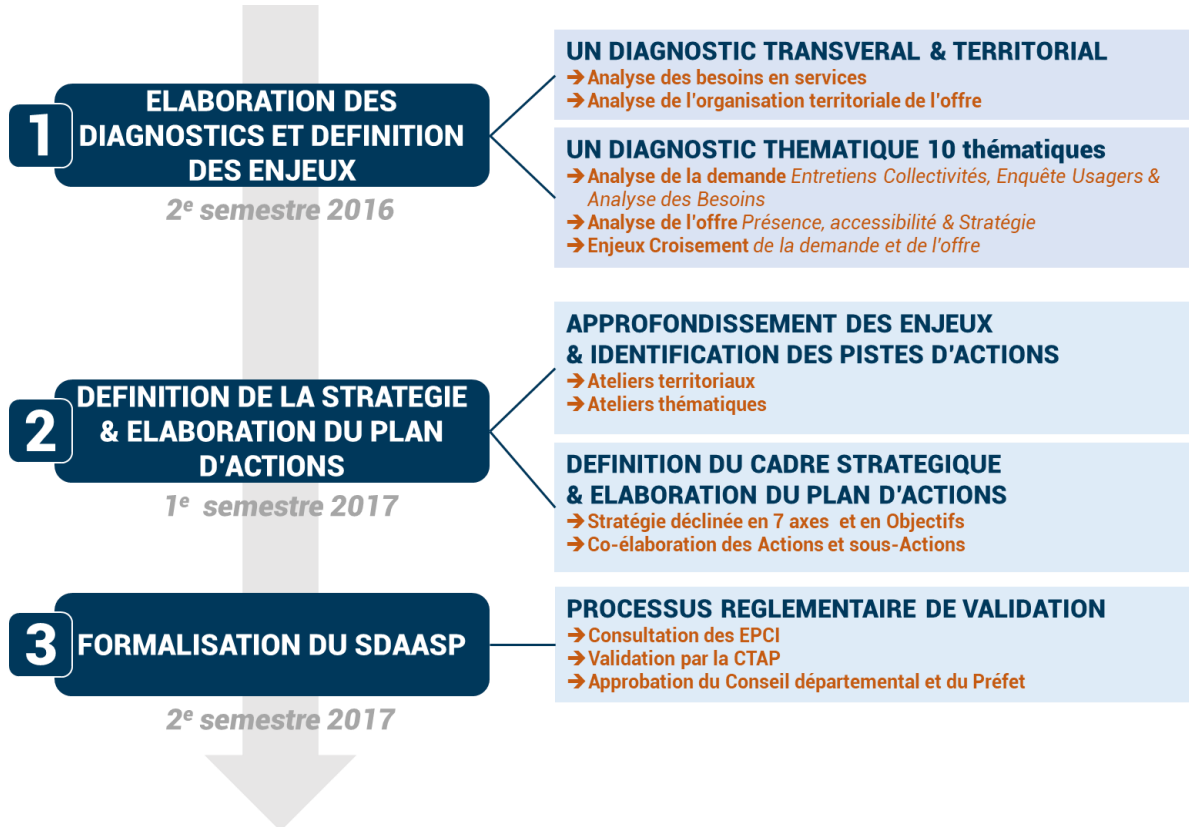 1
ELABORATION DES
DIAGNOSTICS ET DEFINITION
DES ENJEUX
2e semestre 2016
UN DIAGNOSTIC TRANSVERAL & TERRITORIAL
➔ Analyse des besoins en services
➔ Analyse de l'organisation territoriale de l'offre
UN DIAGNOSTIC THEMATIQUE 10 thématiques
➔ Analyse de la demande Entretiens Collectivités, Enquête Usagers &
Analyse des Besoins
➔ Analyse de l'offre Présence, accessibilité & Stratégie
➔ Enjeux Croisement de la demande et de l'offre
2
DEFINITION DE LA STRATEGIE
& ELABORATION DU PLAN
D'ACTIONS
1e semestre 2017
APPROFONDISSEMENT DES ENJEUX
& IDENTIFICATION DES PISTES D'ACTIONS
➔ Ateliers territoriaux
➔ Ateliers thématiques
DEFINITION DU CADRE STRATEGIQUE
& ELABORATION DU PLAN D'ACTIONS
➔ Stratégie déclinée en 7 axes et en Objectifs
➔ Co-élaboration des Actions et sous-Actions
3
FORMALISATION DU SDAASP
2e semestre 2017
PROCESSUS REGLEMENTAIRE DE VALIDATION
➔ Consultation des EPCI
➔ Validation par la CTAP
➔ Approbation du Conseil départemental et du Préfet